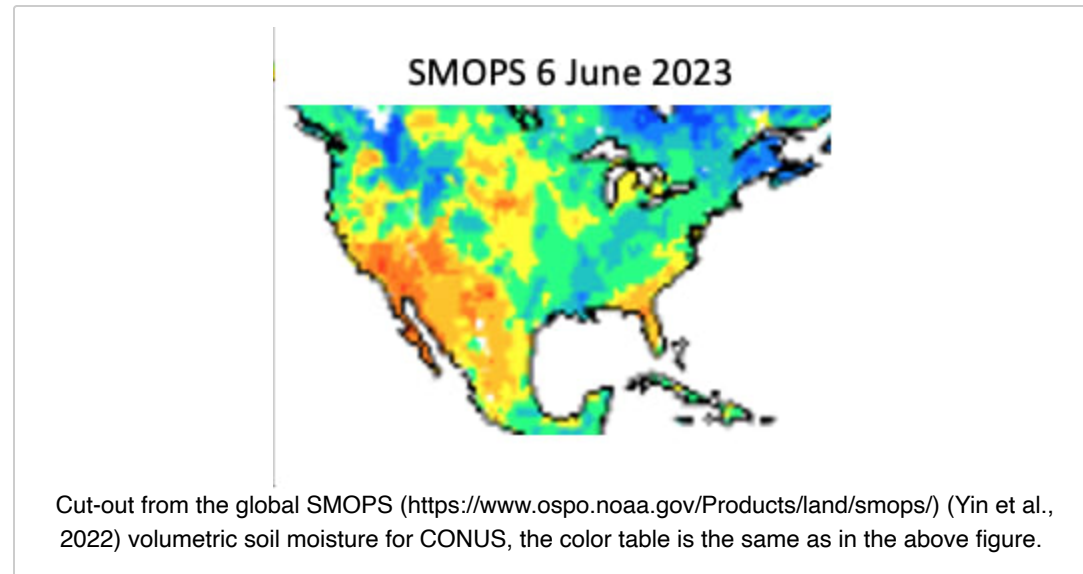 SMOPS 6 June 2023
Cut-out from the global SMOPS (https://www.ospo.noaa.gov/Products/land/smops/) (Yin et al.,
2022) volumetric soil moisture for CONUS, the color table is the same as in the above figure.